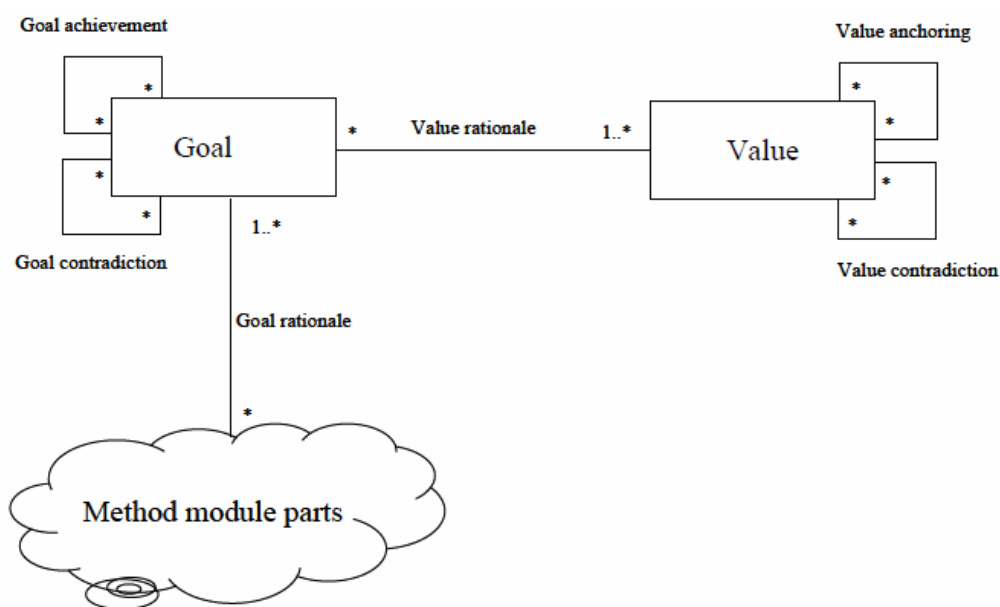 Goal achievement
Value anchoring
*
*
*
*
Goal
*
Value rationale
1..*
Value
*
*
*
*
1..*
Goal contradiction
Value contradiction
Goal rationale
*
Method module parts